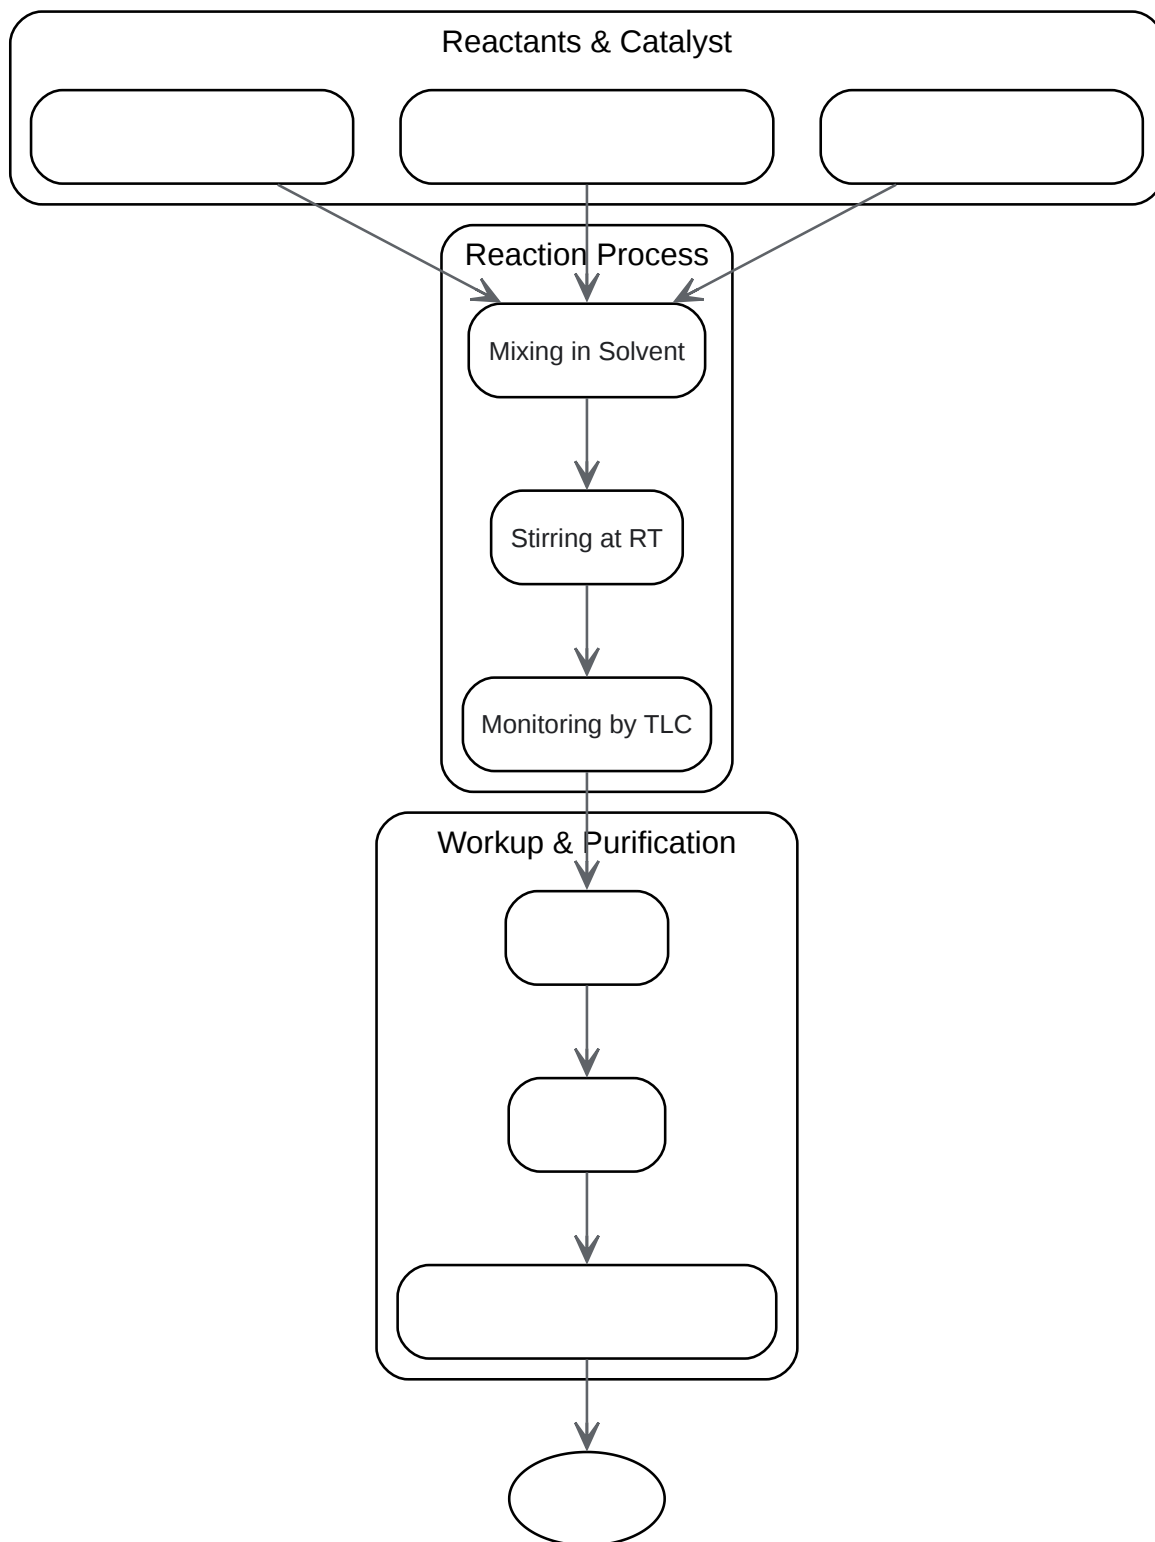 Reactants & Catalyst
Reaction Process
Mixing in Solvent
Stirring at RT
Monitoring by TLC
Workup & Purification